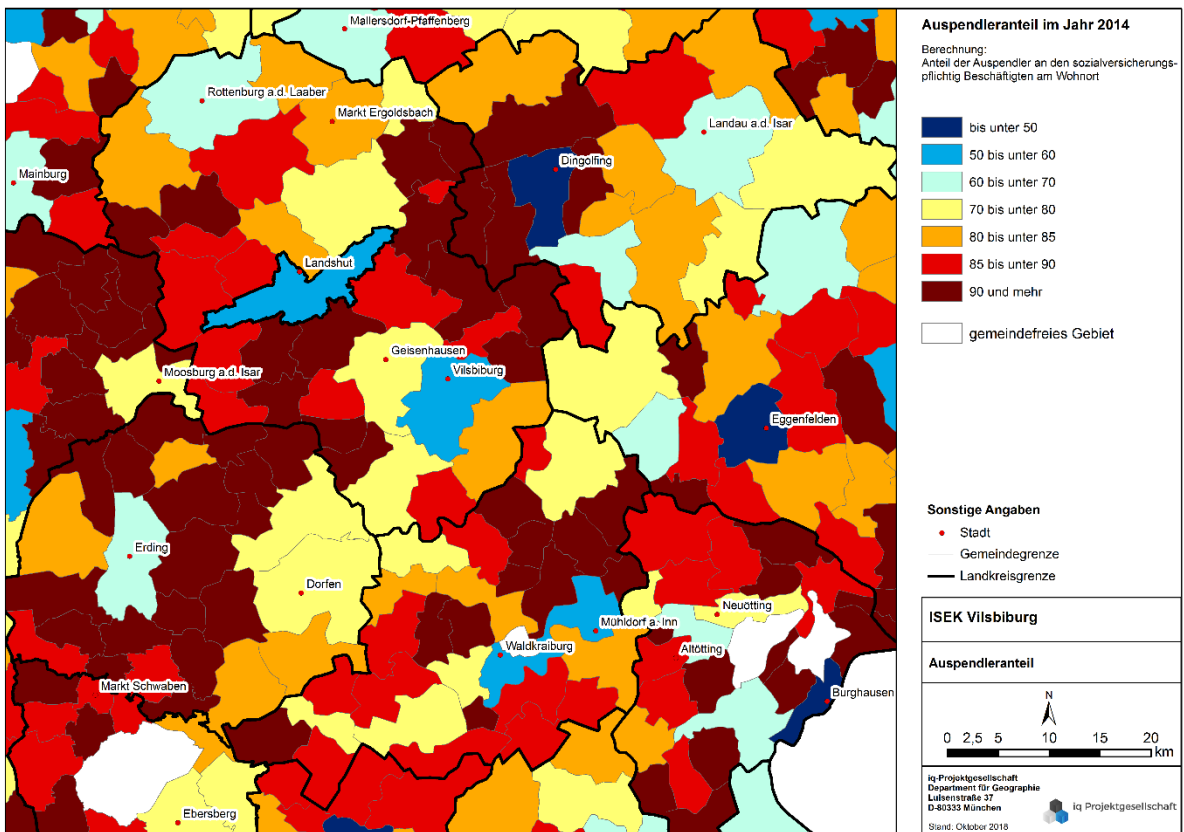 Mallersdorf-Pfaffenberg
Rottenburg a.d. Laaber
Markt Ergoldsbach
Landau a.d. Isar
Dingolfing
Mainburg
Landshut
Geisenhausen
Vilsbiburg
Moosburg a.d. Isar
Eggenfelden
Erding
Dorfen
Neuötting
Mühldorf a. Inn
Waldkraiburg
Altötting
Markt Schwaben
Burghausen
Ebersberg
Auspendleranteil im Jahr 2014
Berechnung:
Anteil der Auspendler an den sozialversicherungs-
pflichtig Beschäftigten am Wohnort
bis unter 50
50 bis unter 60
60 bis unter 70
70 bis unter 80
80 bis unter 85
85 bis unter 90
90 und mehr
gemeindefreies Gebiet
Sonstige Angaben
Stadt
Gemeindegrenze
Landkreisgrenze
ISEK Vilsbiburg
Auspendleranteil
N
0 2,5 5 10 15 20
km
iq-Projektgesellschaft
Department für Geographie
Luisenstraße 37
D-80333 München
iq Projektgesellschaft
Stand: Oktober 2018